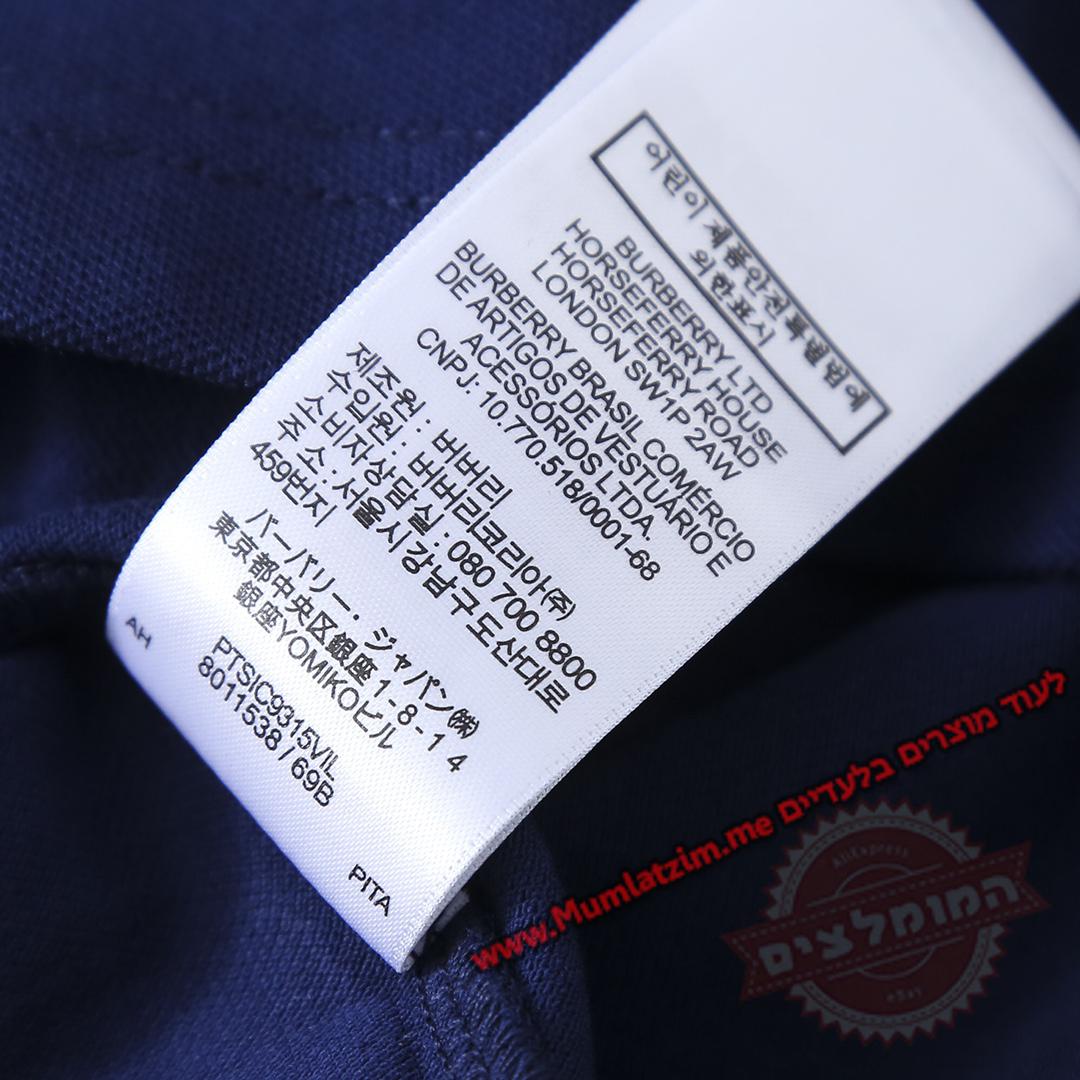 어린이 제품안전특별법에
외한표시
BURBERRY LTD
HORSEFERRY HOUSE
HORSEFERRY ROAD
LONDON SW1P 2AW
BURBERRY BRASIL COMÉRCIO
DE ARTIGOS DE VESTUÁRIO E
ACESSÓRIOS LTDA.
CNPJ: 10.770.518/0001-68
제조원 : 버버리
수입원 : 버버리코리아㈜
소비자상담실 : 080 700 8800
주 소 : 서울시 강남구 도산대로
459번지
バーバリー・ジャパン㈱
東京都中央区銀座1-8-1 4
銀座YOMIKOビル
PTSIC9315VIL
8011538 / 69B
AH
PITA
לעוד מוצרים בלעדיים www.Mumlatzim.me
AliExpress
המומלצים
eBay